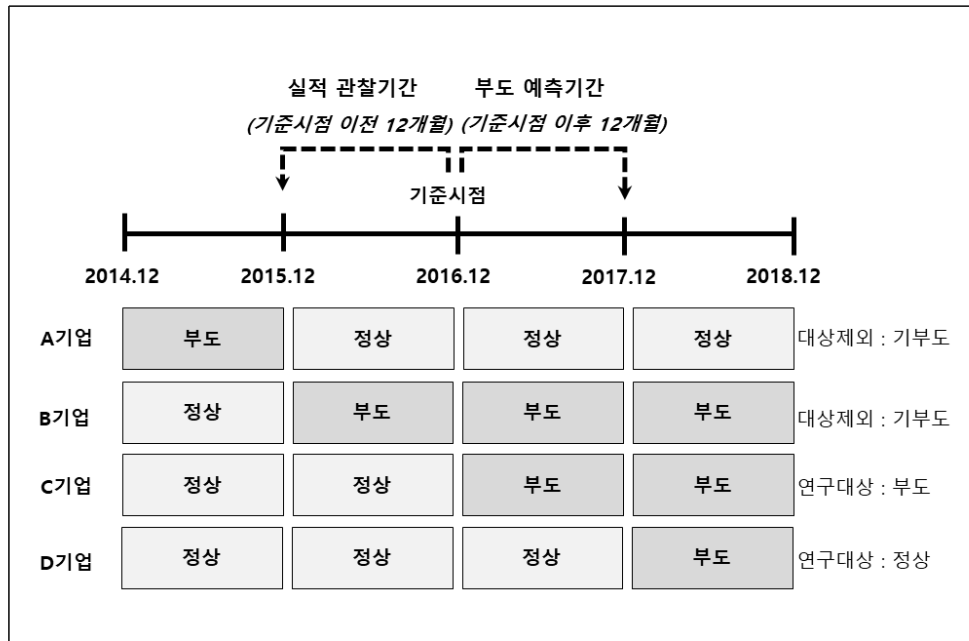 실적 관찰기간 부도 예측기간
(기준시점 이전 12개월) (기준시점 이후 12개월)
기준시점
2014.12 2015.12 2016.12 2017.12 2018.12
A기업 부도 정상 정상 정상 대상제외 : 기부도
B기업 정상 부도 부도 부도 대상제외 : 기부도
C기업 정상 정상 부도 부도 연구대상 : 부도
D기업 정상 정상 정상 부도 연구대상 : 정상